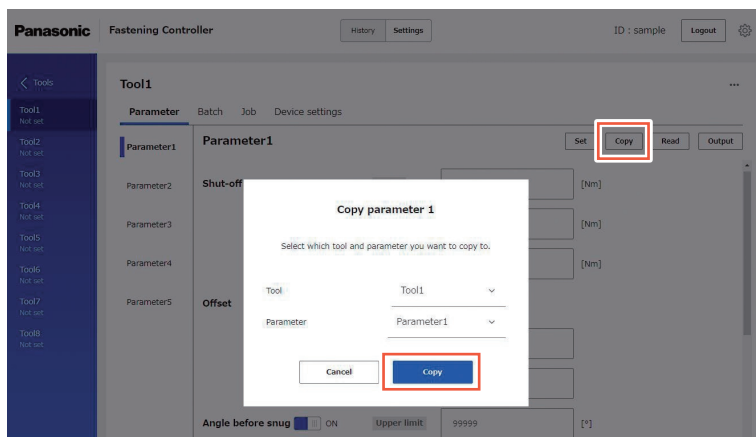 Panasonic Fastening Controller History Settings ID : sample Logout
Tools
Tool1
Not set
Tool2
Not set
Tool3
Not set
Tool4
Not set
Tool5
Not set
Tool6
Not set
Tool7
Not set
Tool8
Not set
Tool1
Parameter Batch Job Device settings
Parameter1
Parameter2
Parameter3
Parameter4
Parameter5
Parameter1 Set Copy Read Output
Shut-off [Nm]
[Nm]
[Nm]
Offset
Angle before snug ON Upper limit 99999 [°]
Copy parameter 1
Select which tool and parameter you want to copy to.
Tool Tool1
Parameter Parameter1
Cancel Copy